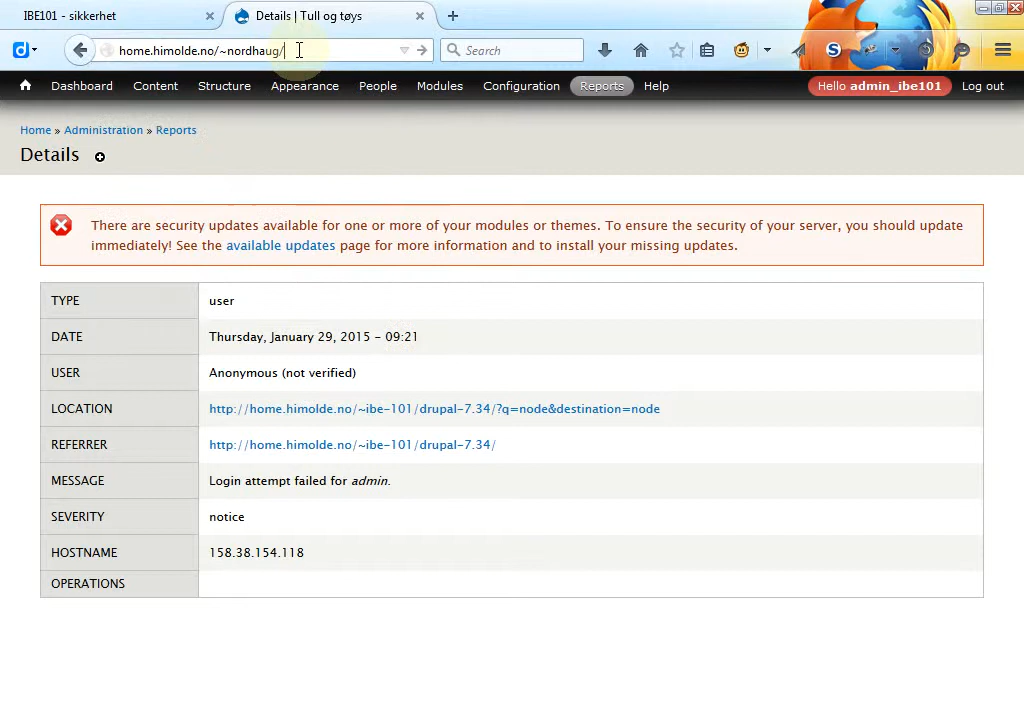 IBE101 - sikkerhet
Details | Tull og tøys
home.himolde.no/~nordhaug/
Search
Dashboard Content Structure Appearance People Modules Configuration Reports Help Hello admin_ibe101 Log out
Home » Administration » Reports
Details
There are security updates available for one or more of your modules or themes. To ensure the security of your server, you should update
immediately! See the available updates page for more information and to install your missing updates.
TYPE user
DATE Thursday, January 29, 2015 - 09:21
USER Anonymous (not verified)
LOCATION http://home.himolde.no/~ibe-101/drupal-7.34/?q=node&destination=node
REFERRER http://home.himolde.no/~ibe-101/drupal-7.34/
MESSAGE Login attempt failed for admin.
SEVERITY notice
HOSTNAME 158.38.154.118
OPERATIONS